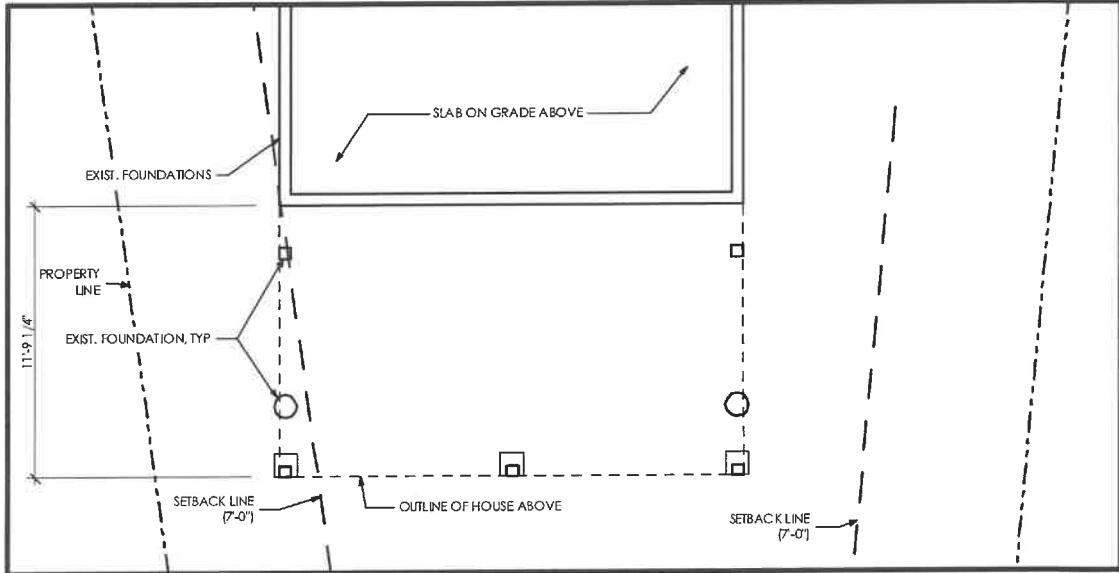 SLAB ON GRADE ABOVE
EXIST. FOUNDATIONS
PROPERTY
LINE
11'-9 1/4"
EXIST. FOUNDATION, TYP
SETBACK LINE
(7'-0")
OUTLINE OF HOUSE ABOVE
SETBACK LINE
(7'-0")